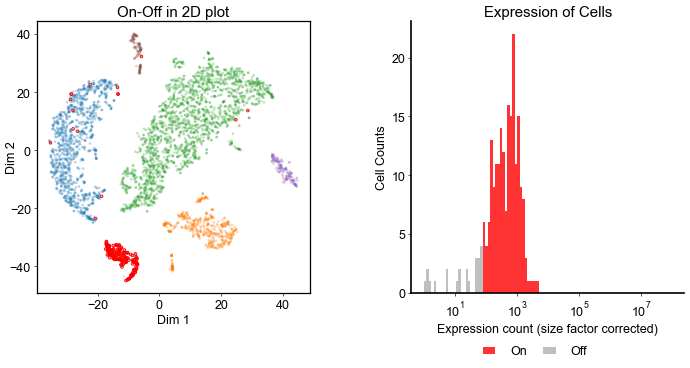 On-Off in 2D plot
40
20
0
−20
−40
Dim 2
−20
0
20
40
Dim 1
Expression of Cells
20
15
10
5
0
Cell Counts
10^1
10^3
10^5
10^7
Expression count (size factor corrected)
On
Off